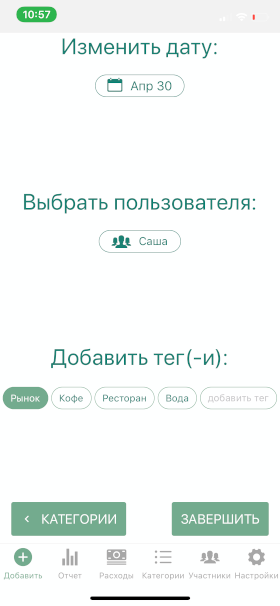 10:57
Изменить дату:
Апр 30
Выбрать пользователя:
Саша
Добавить тег(-и):
Рынок Кофе Ресторан Вода добавить тег
‹ КАТЕГОРИИ ЗАВЕРШИТЬ
Добавить Отчет Расходы Категории Участники Настройки